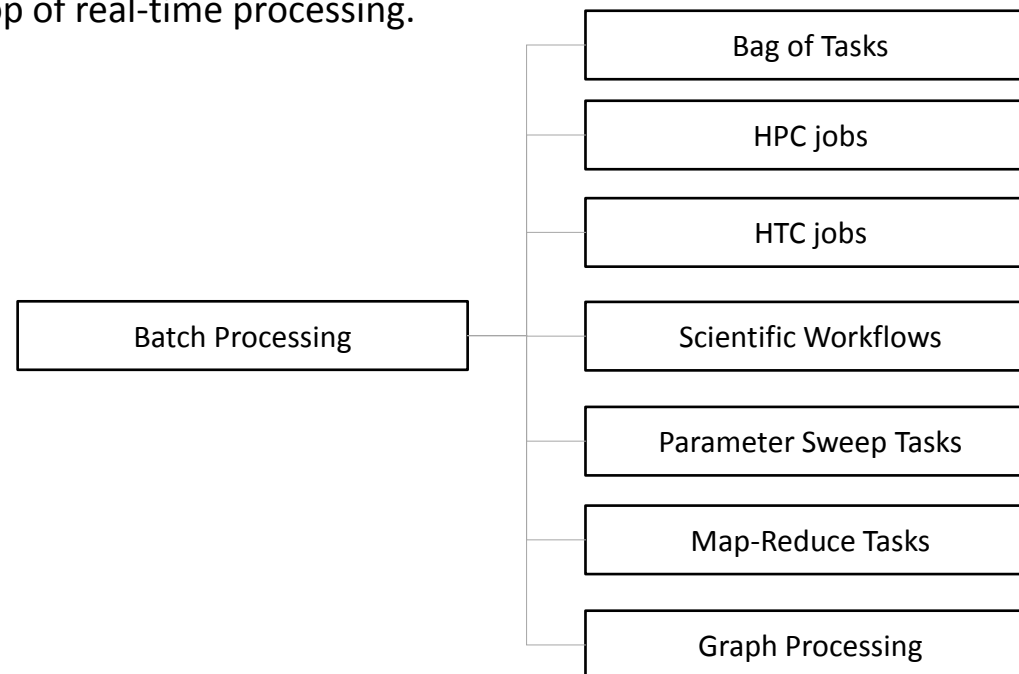 of real-time processing.
Bag of Tasks
HPC jobs
HTC jobs
Batch Processing
Scientific Workflows
Parameter Sweep Tasks
Map-Reduce Tasks
Graph Processing